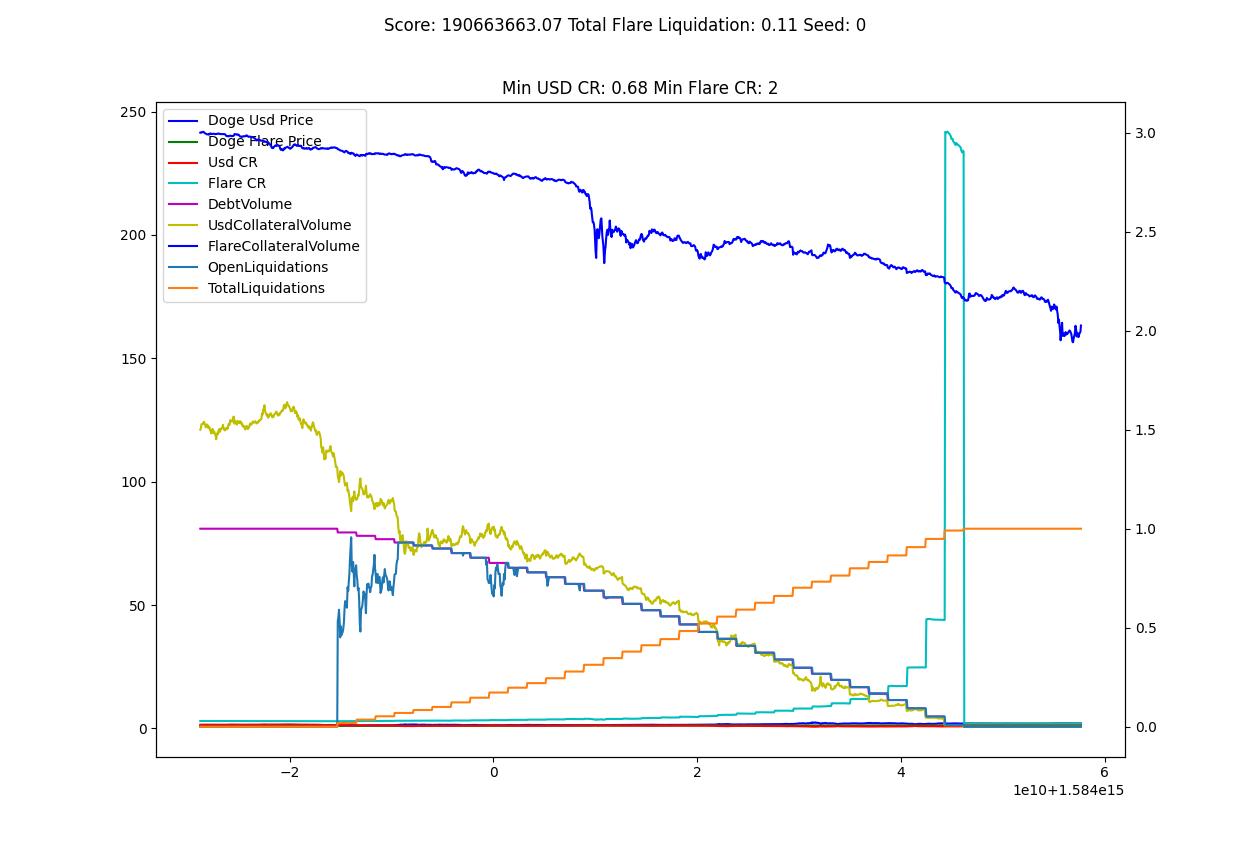 Score: 190663663.07 Total Flare Liquidation: 0.11 Seed: 0
Min USD CR: 0.68 Min Flare CR: 2
250
200
150
100
50
0
Doge Usd Price
Doge Flare Price
Usd CR
Flare CR
DebtVolume
UsdCollateralVolume
FlareCollateralVolume
OpenLiquidations
TotalLiquidations
3.0
2.5
2.0
1.5
1.0
0.5
0.0
−2 0 2 4 6
1e10+1.584e15